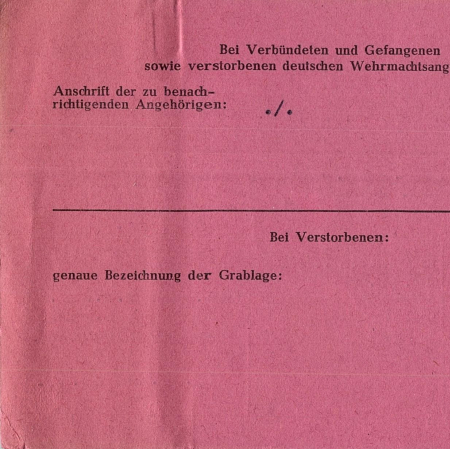 Bei Verbündeten und Gefangenen
sowie verstorbenen deutschen Wehrmachtsang
Anschrift der zu benach-
richtigenden Angehörigen: ./.
Bei Verstorbenen:
genaue Bezeichnung der Grablage: